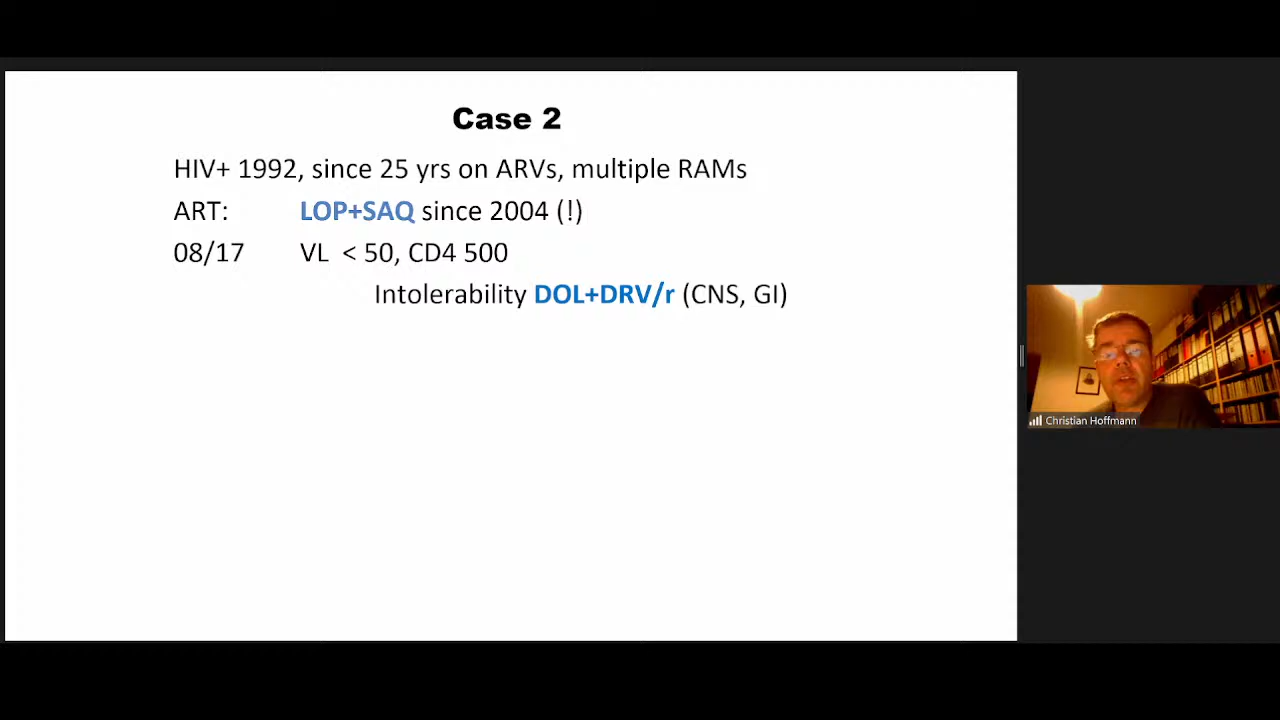 Case 2
HIV+ 1992, since 25 yrs on ARVs, multiple RAMs
ART: LOP+SAQ since 2004 (!)
08/17 VL < 50, CD4 500
Intolerability DOL+DRV/r (CNS, GI)
Christian Hoffmann